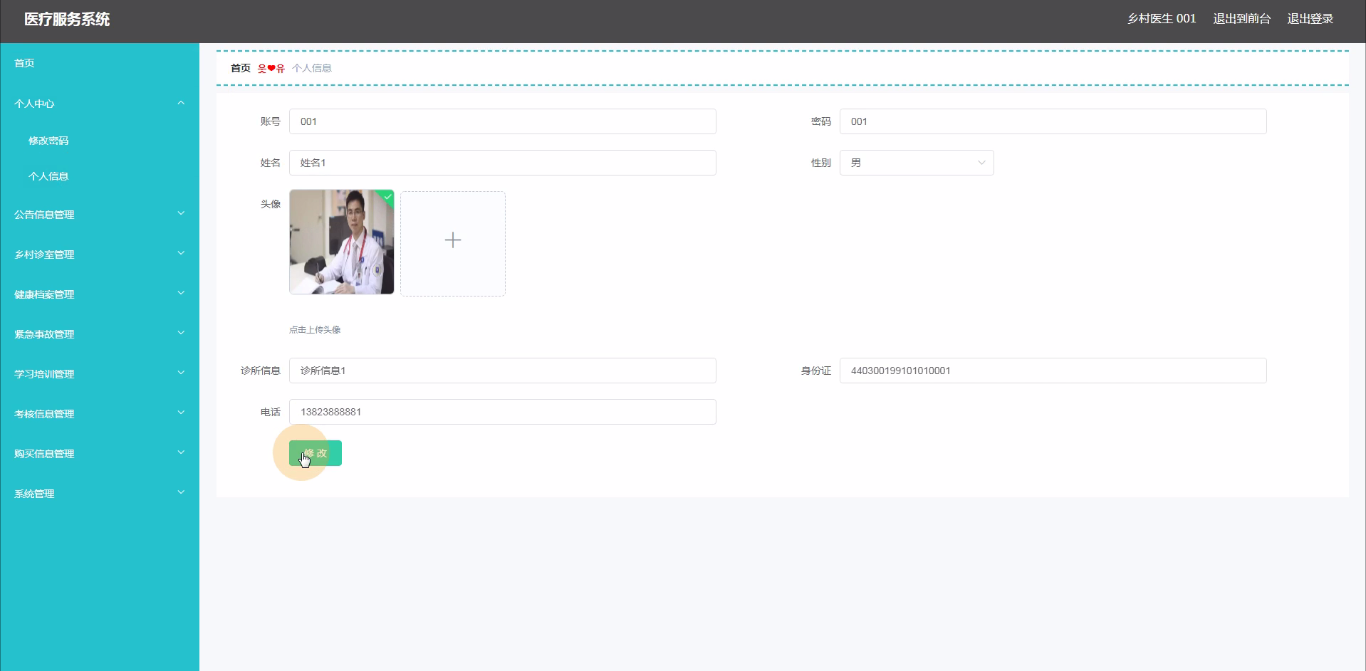 医疗服务系统
乡村医生 001 退出到前台 退出登录
首页
个人中心
修改密码
个人信息
公告信息管理
乡村诊室管理
健康档案管理
紧急事故管理
学习培训管理
考核信息管理
购买信息管理
系统管理
首页 웃❤유 个人信息
账号 001 密码 001
姓名 姓名1 性别 男
头像
点击上传头像
诊所信息 诊所信息1 身份证 440300199101010001
电话 13823888881
修 改